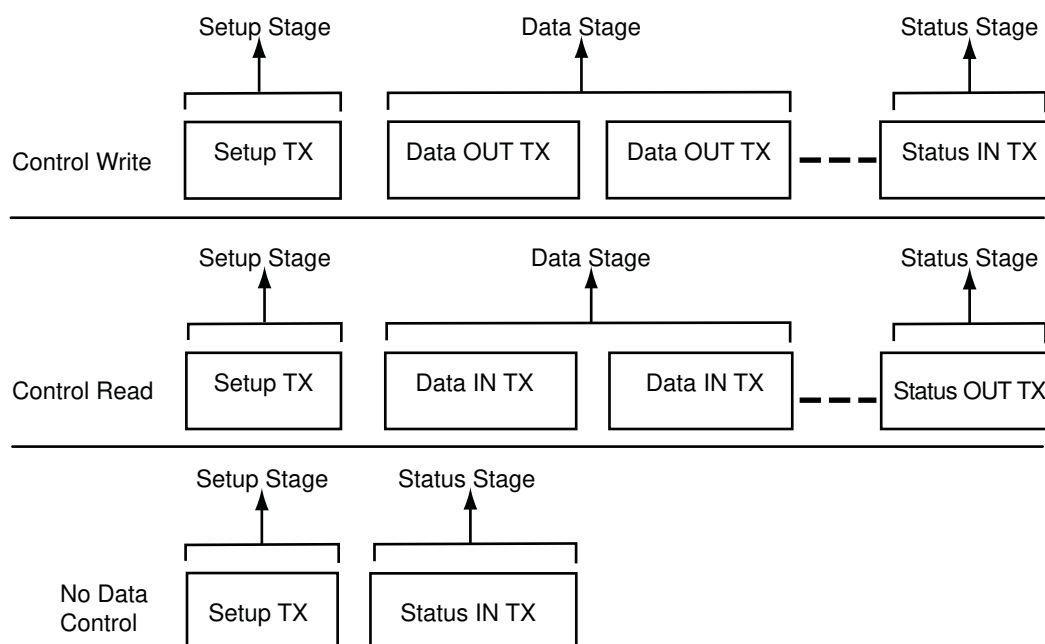 Setup Stage Data Stage Status Stage
Control Write Setup TX Data OUT TX Data OUT TX Status IN TX
Setup Stage Data Stage Status Stage
Control Read Setup TX Data IN TX Data IN TX Status OUT TX
Setup Stage Status Stage
No Data
Control Setup TX Status IN TX